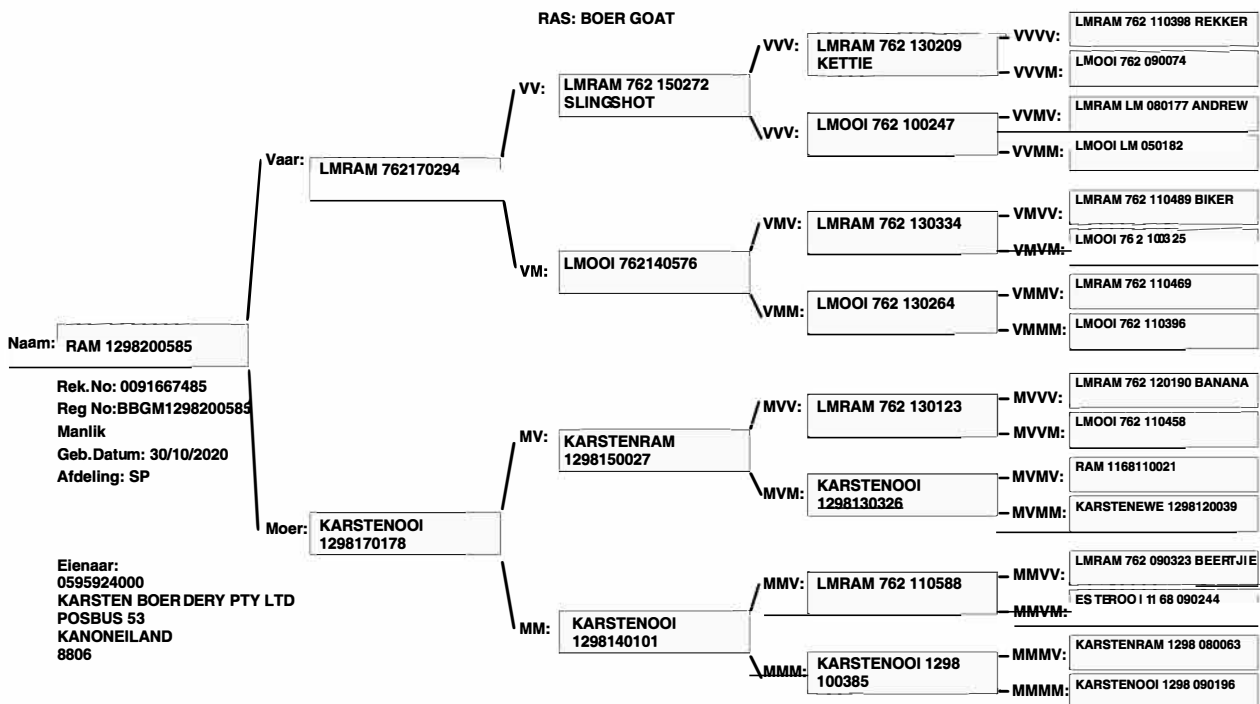 RAS: BOER GOAT
Naam: RAM 1298200585
Rek.No: 0091667485
Reg No:BBGM1298200585
Manlik
Geb.Datum: 30/10/2020
Afdeling: SP
Eienaar:
0595924000
KARSTEN BOERDERY PTY LTD
POSBUS 53
KANONEILAND
8806
Vaar: LMRAM 762170294
Moer: KARSTENOOI
1298170178
VV: LMRAM 762 150272
SLINGSHOT
VM: LMOOI 762140576
MV: KARSTENRAM
1298150027
MM: KARSTENOOI
1298140101
VVV: LMRAM 762 130209
KETTIE
VVV: LMOOI 762 100247
VMV: LMRAM 762 130334
VMM: LMOOI 762 130264
MVV: LMRAM 762 130123
MVM: KARSTENOOI
1298130326
MMV: LMRAM 762 110588
MMM: KARSTENOOI 1298
100385
VVVV: LMRAM 762 110398 REKKER
VVVM: LMOOI 762 090074
VVMV: LMRAM LM 080177 ANDREW
VVMM: LMOOI LM 050182
VMVV: LMRAM 762 110489 BIKER
VMVM: LMOOI 762 100325
VMMV: LMRAM 762 110469
VMMM: LMOOI 762 110396
MVVV: LMRAM 762 120190 BANANA
MVVM: LMOOI 762 110458
MVMV: RAM 1168110021
MVMM: KARSTENEWE 1298120039
MMVV: LMRAM 762 090323 BEERTJIE
MMVM: ESTEROOI 1168 090244
MMMV: KARSTENRAM 1298 080063
MMMM: KARSTENOOI 1298 090196